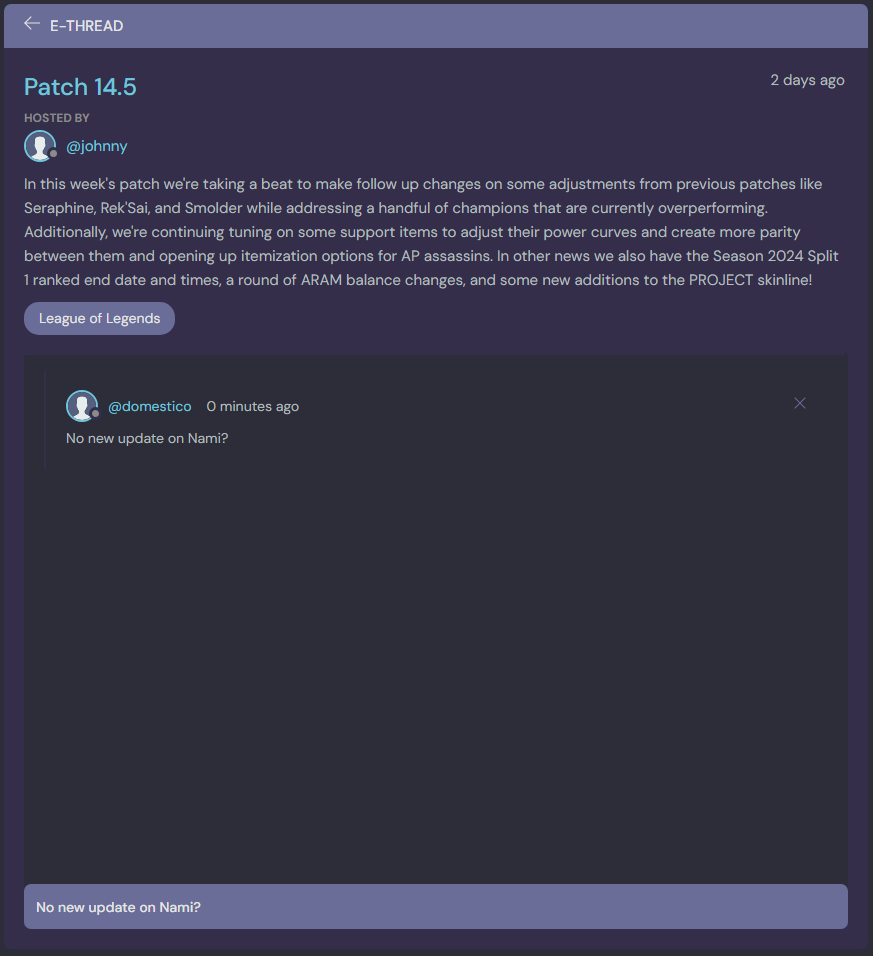 E-THREAD
Patch 14.5
2 days ago
HOSTED BY
@johnny
In this week's patch we're taking a beat to make follow up changes on some adjustments from previous patches like
Seraphine, Rek'Sai, and Smolder while addressing a handful of champions that are currently overperforming.
Additionally, we're continuing tuning on some support items to adjust their power curves and create more parity
between them and opening up itemization options for AP assassins. In other news we also have the Season 2024 Split
1 ranked end date and times, a round of ARAM balance changes, and some new additions to the PROJECT skinline!
League of Legends
@domestico 0 minutes ago
No new update on Nami?
No new update on Nami?